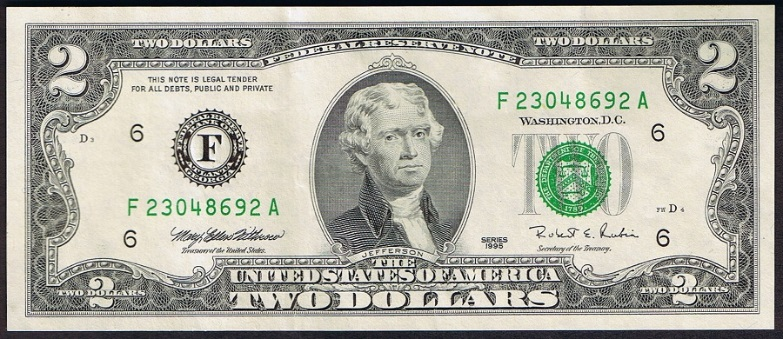 TWO DOLLARS
FEDERAL RESERVE NOTE
TWO DOLLARS
2
2
THIS NOTE IS LEGAL TENDER
FOR ALL DEBTS, PUBLIC AND PRIVATE
F 23048692 A
WASHINGTON, D.C.
D 3
6
F
6
TWO
1789
F 23048692 A
FW D 4
6
Treasurer of the United States.
JEFFERSON
SERIES
1995
Robert E. Rubin
Secretary of the Treasury.
6
THE
UNITED STATES OF AMERICA
TWO DOLLARS
2
TWO DOLLARS
2
TWO DOLLARS